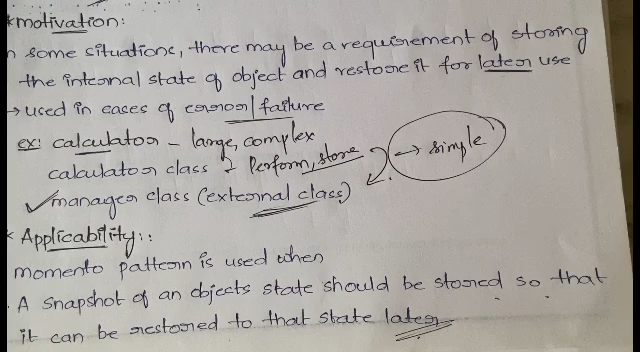 * motivation:
n some situations, there may be a requirement of storing
the internal state of object and restore it for later use
→ used in cases of error/failure
ex: calculator - large, complex
calculator class → Perform, store → simple
✓manager class (external class)
* Applicability::
momento pattern is used when
. A snapshot of an objects state should be stored so that
it can be restored to that state later